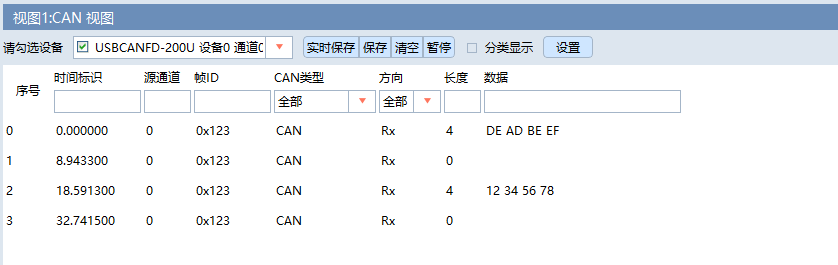 视图1:CAN 视图
请勾选设备 USBCANFD-200U 设备0 通道0 实时保存 保存 清空 暂停 分类显示 设置
序号 时间标识 源通道 帧ID CAN类型 方向 长度 数据
全部 全部
0 0.000000 0 0x123 CAN Rx 4 DE AD BE EF
1 8.943300 0 0x123 CAN Rx 0
2 18.591300 0 0x123 CAN Rx 4 12 34 56 78
3 32.741500 0 0x123 CAN Rx 0